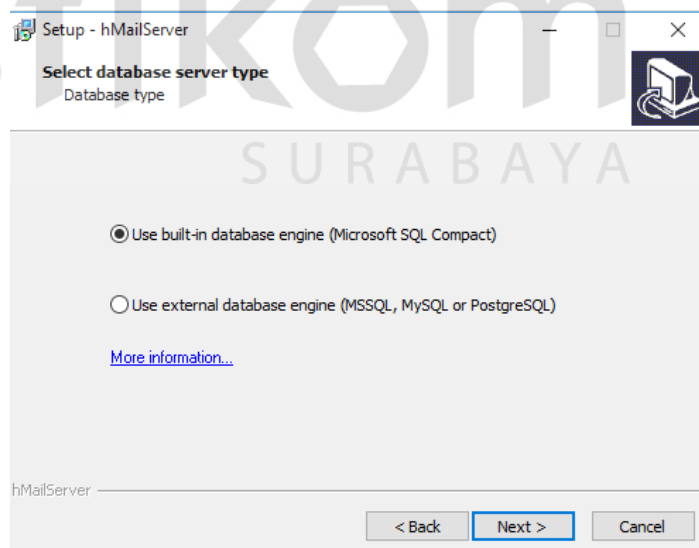 Setup - hMailServer
Select database server type
Database type
SURABAYA
Use built-in database engine (Microsoft SQL Compact)
Use external database engine (MSSQL, MySQL or PostgreSQL)
More information...
hMailServer
< Back
Next >
Cancel